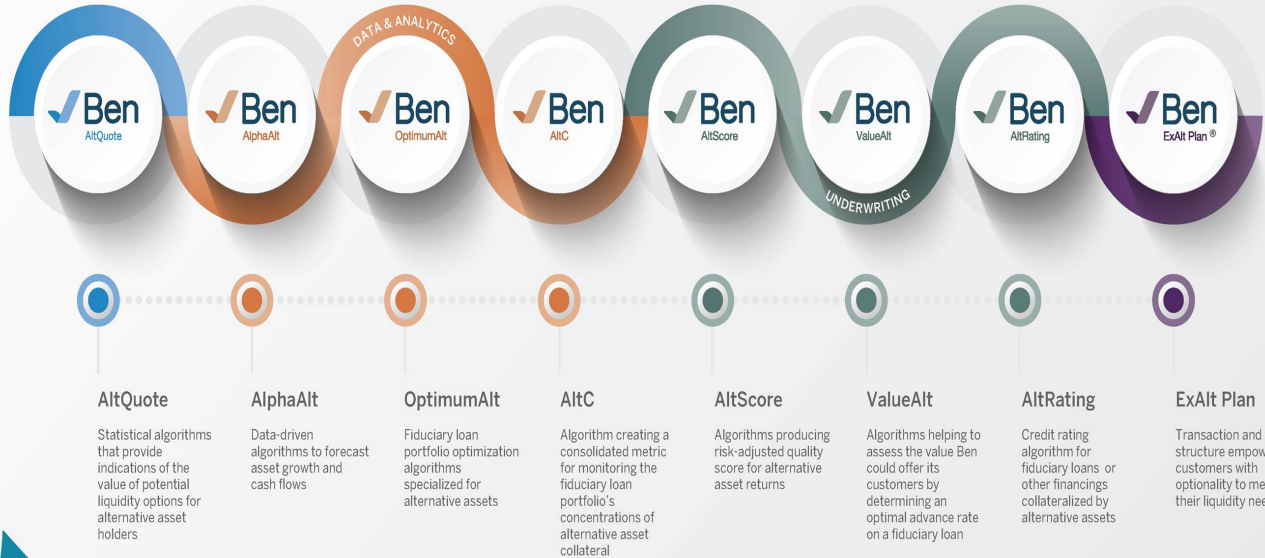 DATA & ANALYTICS
Ben
AltQuote
Ben
AlphaAlt
Ben
OptimumAlt
Ben
AltC
Ben
AltScore
Ben
ValueAlt
Ben
AltRating
Ben
ExAlt Plan ®
UNDERWRITING
AltQuote
Statistical algorithms
that provide
indications of the
value of potential
liquidity options for
alternative asset
holders
AlphaAlt
Data-driven
algorithms to forecast
asset growth and
cash flows
OptimumAlt
Fiduciary loan
portfolio optimization
algorithms
specialized for
alternative assets
AltC
Algorithm creating a
consolidated metric
for monitoring the
fiduciary loan
portfolio's
concentrations of
alternative asset
collateral
AltScore
Algorithms producing
risk-adjusted quality
score for alternative
asset returns
ValueAlt
Algorithms helping to
assess the value Ben
could offer its
customers by
determining an
optimal advance rate
on a fiduciary loan
AltRating
Credit rating
algorithm for
fiduciary loans or
other financings
collateralized by
alternative assets
ExAlt Plan
Transaction and
structure
customers with
optionality to
their liquidity